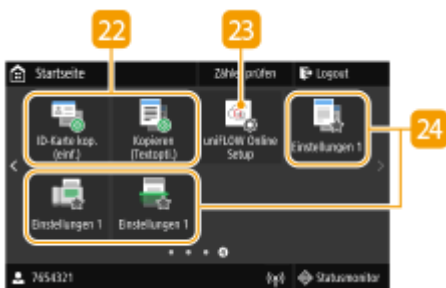 22
23
Startseite
Zähler prüfen
Logout
ID-Karte kop.
(einf.)
Kopieren
(Textopti.)
uniFLOW Online
Setup
Einstellungen 1
24
Einstellungen 1
Einstellungen 1
7654321
Statusmonitor